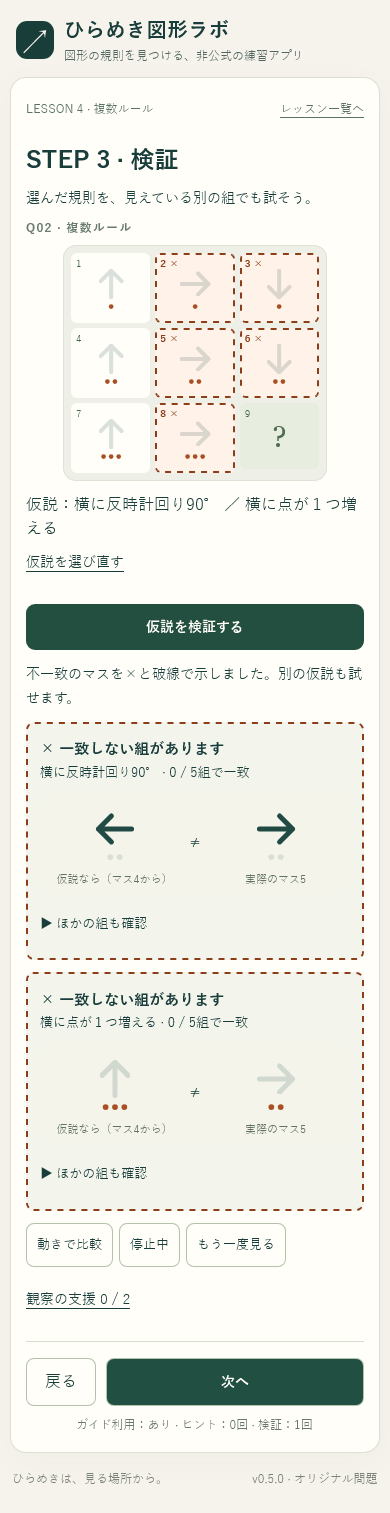 ひらめき図形ラボ
図形の規則を見つける、非公式の練習アプリ
LESSON 4・複数ルール
レッスン一覧へ
STEP 3・検証
選んだ規則を、見えている別の組でも試そう。
Q02・複数ルール
1
2 ×
3 ×
4
5 ×
6 ×
7
8 ×
9
?
仮説：横に反時計回り90° ／ 横に点が１つ増
える
仮説を選び直す
仮説を検証する
不一致のマスを×と破線で示しました。別の仮説も試
せます。
× 一致しない組があります
横に反時計回り90° ・0 / 5組で一致
≠
仮説なら（マス4から）
実際のマス5
▶ ほかの組も確認
× 一致しない組があります
横に点が１つ増える・0 / 5組で一致
≠
仮説なら（マス4から）
実際のマス5
▶ ほかの組も確認
動きで比較
停止中
もう一度見る
観察の支援 0 / 2
戻る
次へ
ガイド利用：あり・ヒント：0回・検証：1回
ひらめきは、見る場所から。
v0.5.0・オリジナル問題